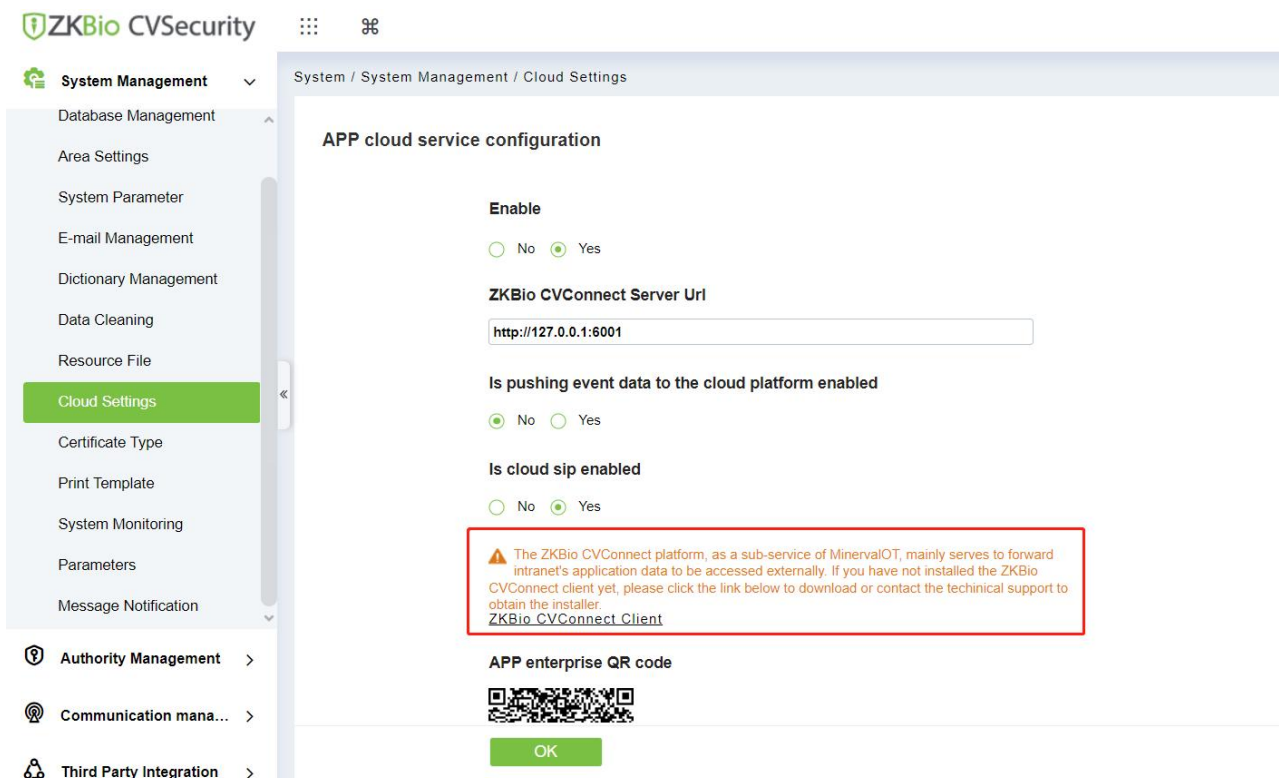 ZKBio CVSecurity
System Management
Database Management
Area Settings
System Parameter
E-mail Management
Dictionary Management
Data Cleaning
Resource File
Cloud Settings
Certificate Type
Print Template
System Monitoring
Parameters
Message Notification
Authority Management
Communication mana...
Third Party Integration
System / System Management / Cloud Settings
APP cloud service configuration
Enable
No Yes
ZKBio CVConnect Server Url
http://127.0.0.1:6001
Is pushing event data to the cloud platform enabled
No Yes
Is cloud sip enabled
No Yes
The ZKBio CVConnect platform, as a sub-service of MinervaIOT, mainly serves to forward
intranet's application data to be accessed externally. If you have not installed the ZKBio
CVConnect client yet, please click the link below to download or contact the techinical support to
obtain the installer.
ZKBio CVConnect Client
APP enterprise QR code
OK